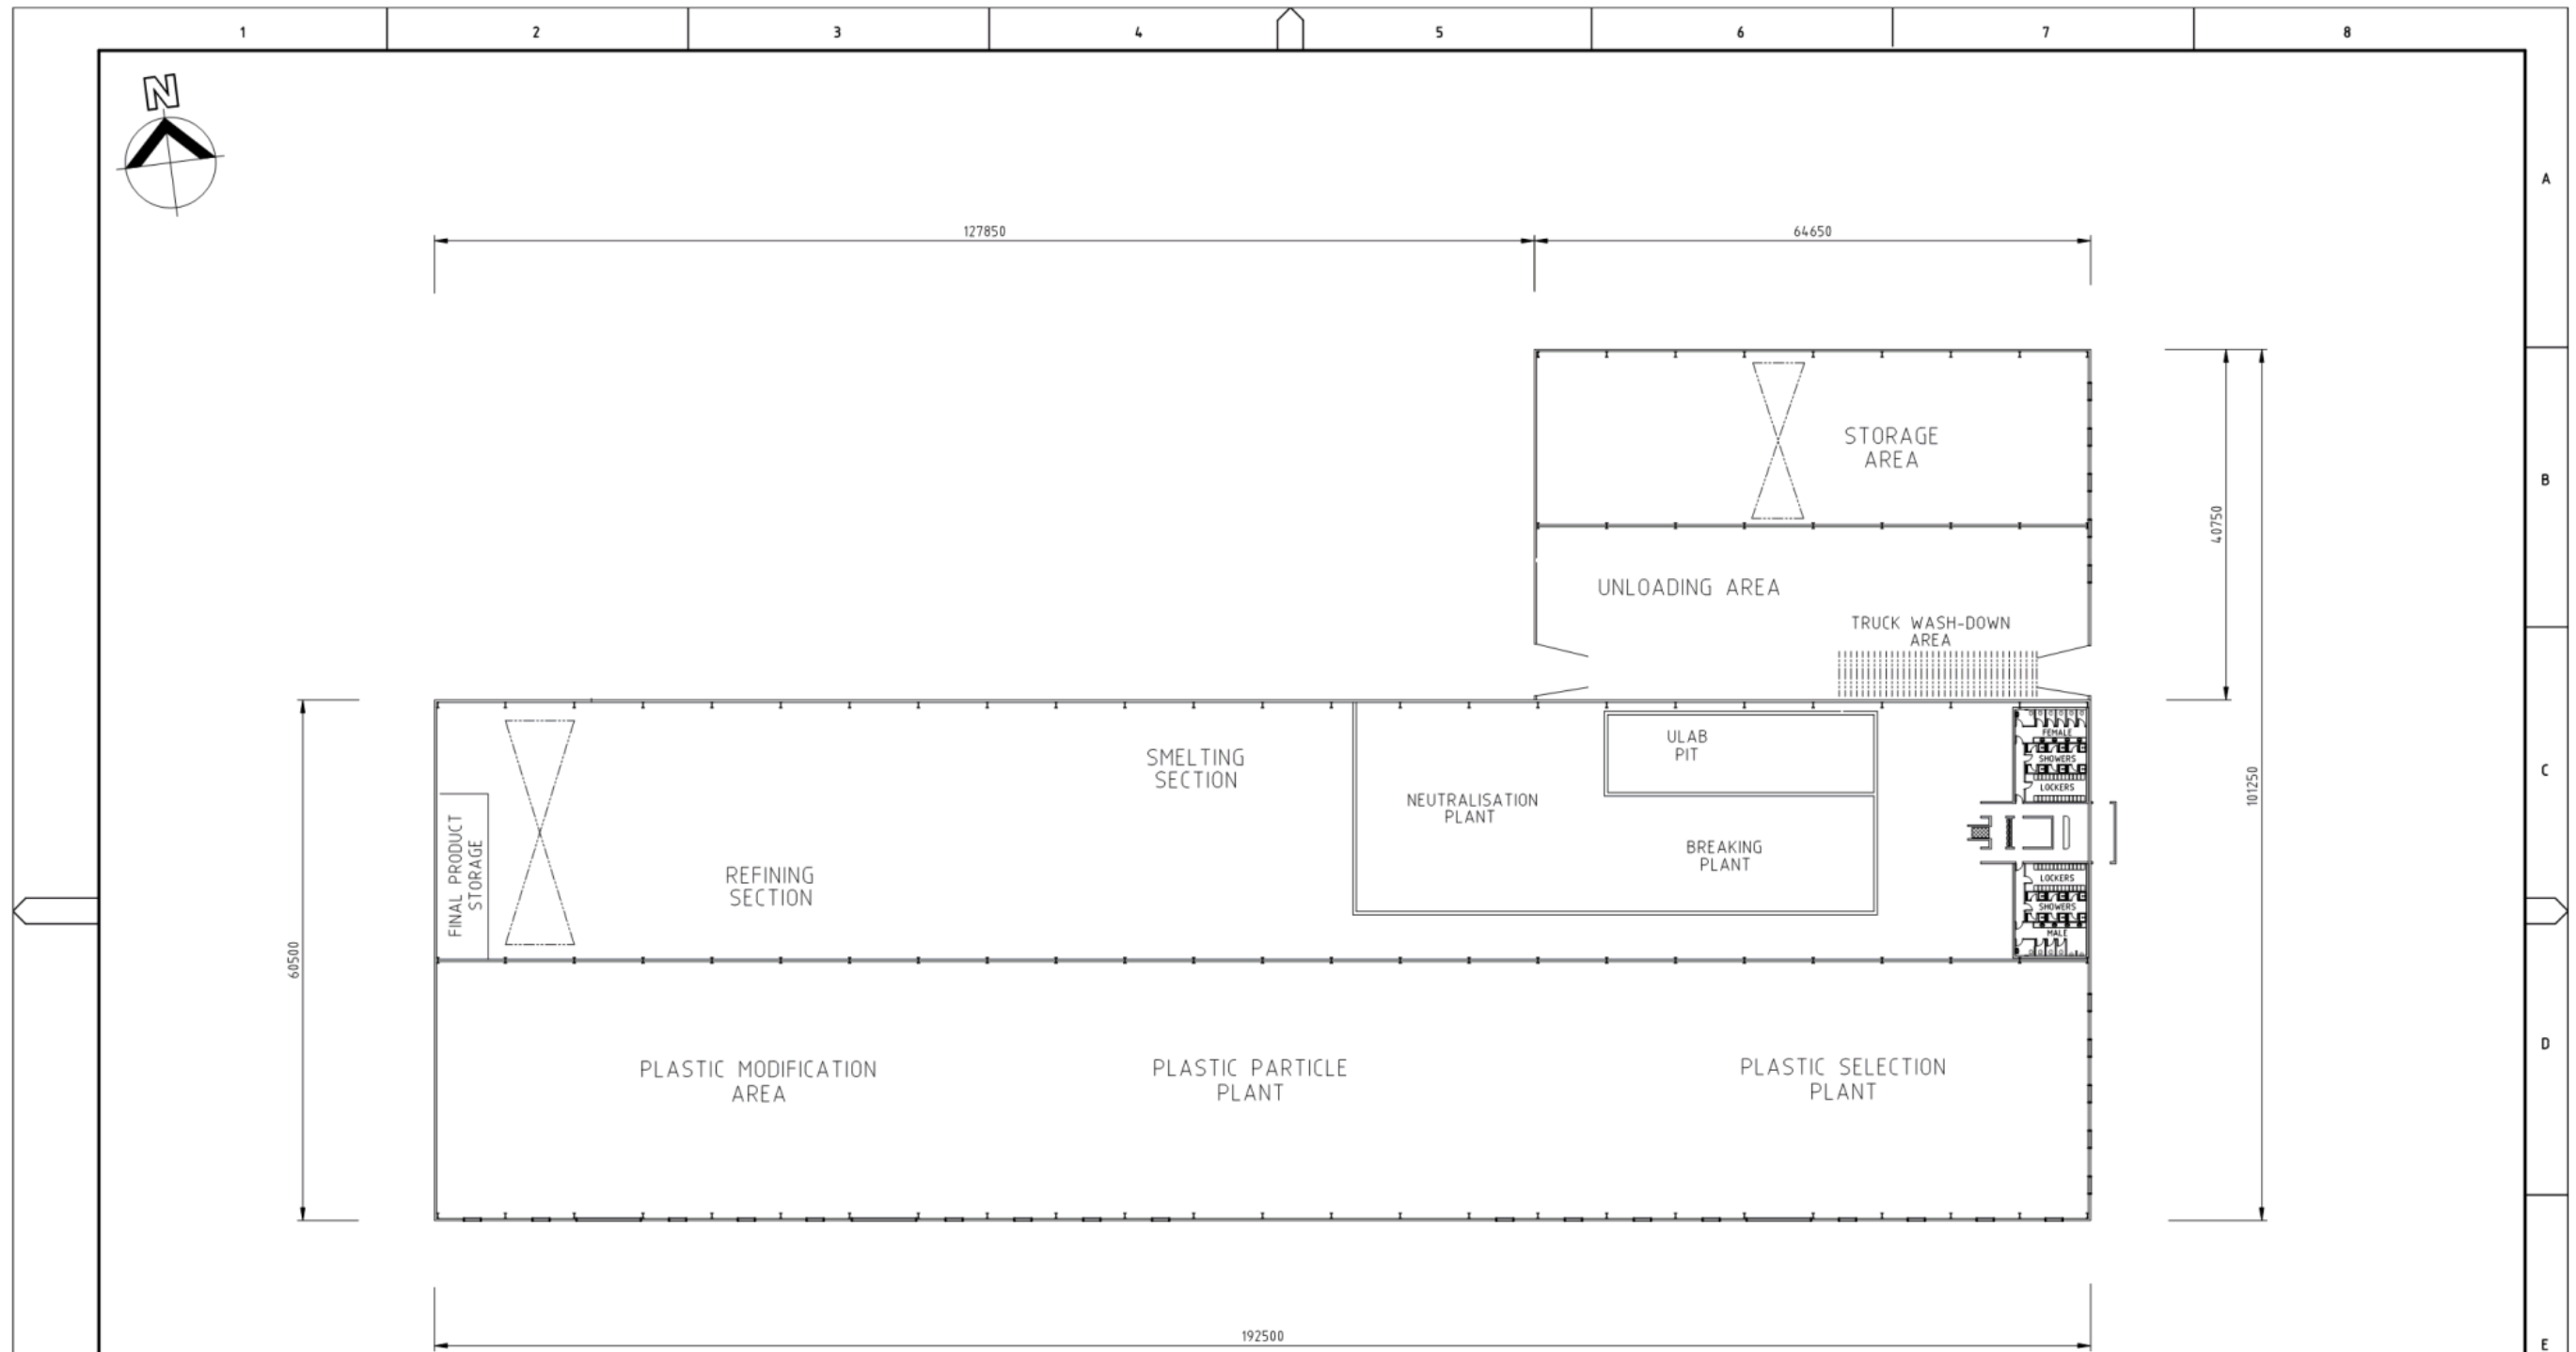 1
2
3
4
5
6
7
8
N
A
127850
64650
STORAGE
AREA
B
40750
UNLOADING AREA
TRUCK WASH-DOWN
AREA
SMELTING
SECTION
ULAB
PIT
FEMALE
SHOWERS
LOCKERS
C
101250
NEUTRALISATION
PLANT
FINAL PRODUCT
STORAGE
REFINING
SECTION
BREAKING
PLANT
LOCKERS
SHOWERS
MALE
60500
PLASTIC MODIFICATION
AREA
PLASTIC PARTICLE
PLANT
PLASTIC SELECTION
PLANT
D
192500
E